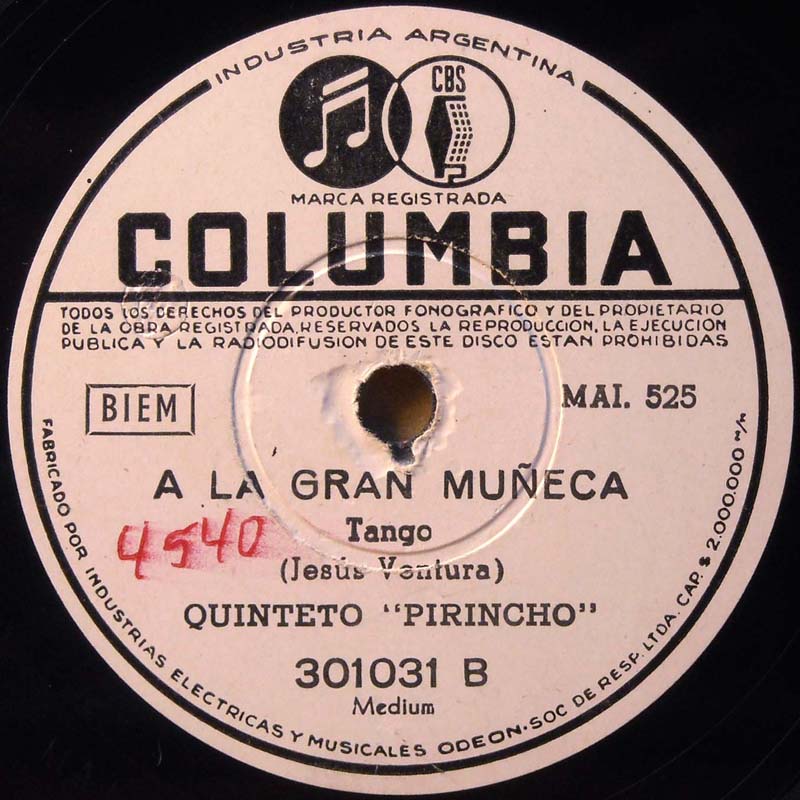 INDUSTRIA ARGENTINA
CBS
MARCA REGISTRADA
COLUMBIA
TODOS LOS DERECHOS DEL PRODUCTOR FONOGRAFICO Y DEL PROPIETARIO
DE LA OBRA REGISTRADA, RESERVADOS LA REPRODUCCION, LA EJECUCION
PUBLICA Y LA RADIODIFUSION DE ESTE DISCO ESTAN PROHIBIDAS
BIEM
MAI. 525
A LA GRAN MUÑECA
Tango
4540
(Jesús Ventura)
QUINTETO "PIRINCHO"
301031 B
Medium
FABRICADO POR INDUSTRIAS ELECTRICAS Y MUSICALES ODEON-SOC DE RESP. LTDA. CAP. $ 2.000.000 m/n